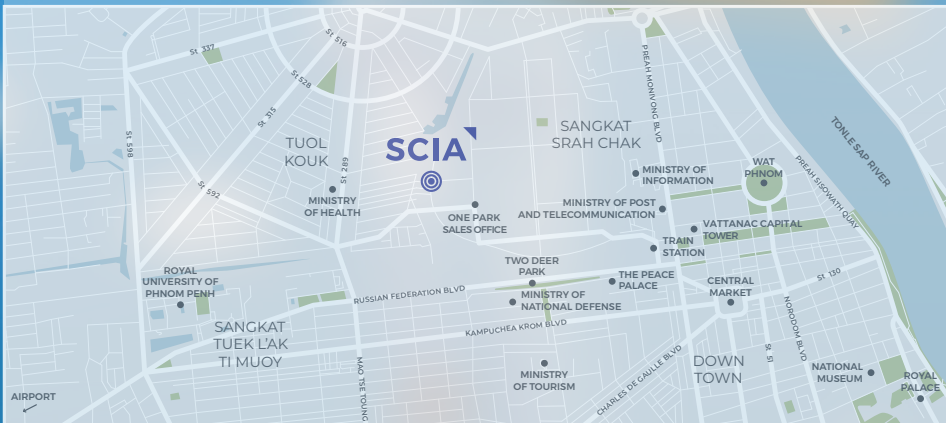 St 337
St 516
St 528
St 315
St 598
St 592
TUOL
KOUK
St 289
SCIA
MINISTRY
OF HEALTH
ONE PARK
SALES OFFICE
SANGKAT
SRAH CHAK
PREAH MONIVONG BLVD
TONLE SAP RIVER
PREAH SISOWATH QUAY
MINISTRY OF
INFORMATION
WAT
PHNOM
MINISTRY OF POST
AND TELECOMMUNICATION
VATTANAC CAPITAL
TOWER
TRAIN
STATION
TWO DEER
PARK
THE PEACE
PALACE
MINISTRY OF
NATIONAL DEFENSE
CENTRAL
MARKET
St 130
ROYAL
UNIVERSITY OF
PHNOM PENH
RUSSIAN FEDERATION BLVD
KAMPUCHEA KROM BLVD
SANGKAT
TUEK L'AK
TI MUOY
MAO TSE TOUNG
MINISTRY
OF TOURISM
CHARLES DE GAULLE BLVD
DOWN
TOWN
St 51
NORODOM BLVD
NATIONAL
MUSEUM
ROYAL
PALACE
AIRPORT